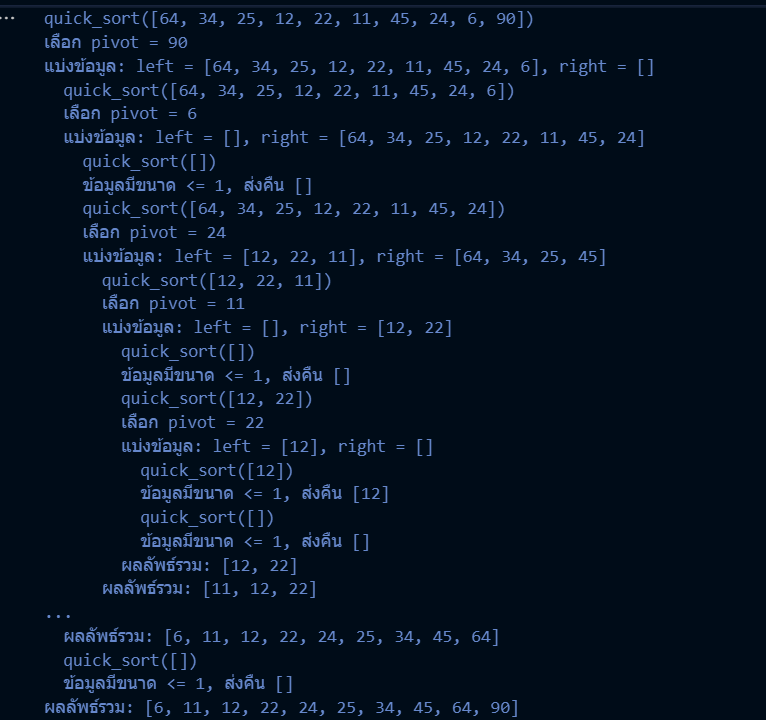 ...
quick_sort([64, 34, 25, 12, 22, 11, 45, 24, 6, 90])
เลือก pivot = 90
แบ่งข้อมูล: left = [64, 34, 25, 12, 22, 11, 45, 24, 6], right = []
quick_sort([64, 34, 25, 12, 22, 11, 45, 24, 6])
เลือก pivot = 6
แบ่งข้อมูล: left = [], right = [64, 34, 25, 12, 22, 11, 45, 24]
quick_sort([])
ข้อมูลมีขนาด <= 1, ส่งคืน []
quick_sort([64, 34, 25, 12, 22, 11, 45, 24])
เลือก pivot = 24
แบ่งข้อมูล: left = [12, 22, 11], right = [64, 34, 25, 45]
quick_sort([12, 22, 11])
เลือก pivot = 11
แบ่งข้อมูล: left = [], right = [12, 22]
quick_sort([])
ข้อมูลมีขนาด <= 1, ส่งคืน []
quick_sort([12, 22])
เลือก pivot = 22
แบ่งข้อมูล: left = [12], right = []
quick_sort([12])
ข้อมูลมีขนาด <= 1, ส่งคืน [12]
quick_sort([])
ข้อมูลมีขนาด <= 1, ส่งคืน []
ผลลัพธ์รวม: [12, 22]
ผลลัพธ์รวม: [11, 12, 22]
...
ผลลัพธ์รวม: [6, 11, 12, 22, 24, 25, 34, 45, 64]
quick_sort([])
ข้อมูลมีขนาด <= 1, ส่งคืน []
ผลลัพธ์รวม: [6, 11, 12, 22, 24, 25, 34, 45, 64, 90]